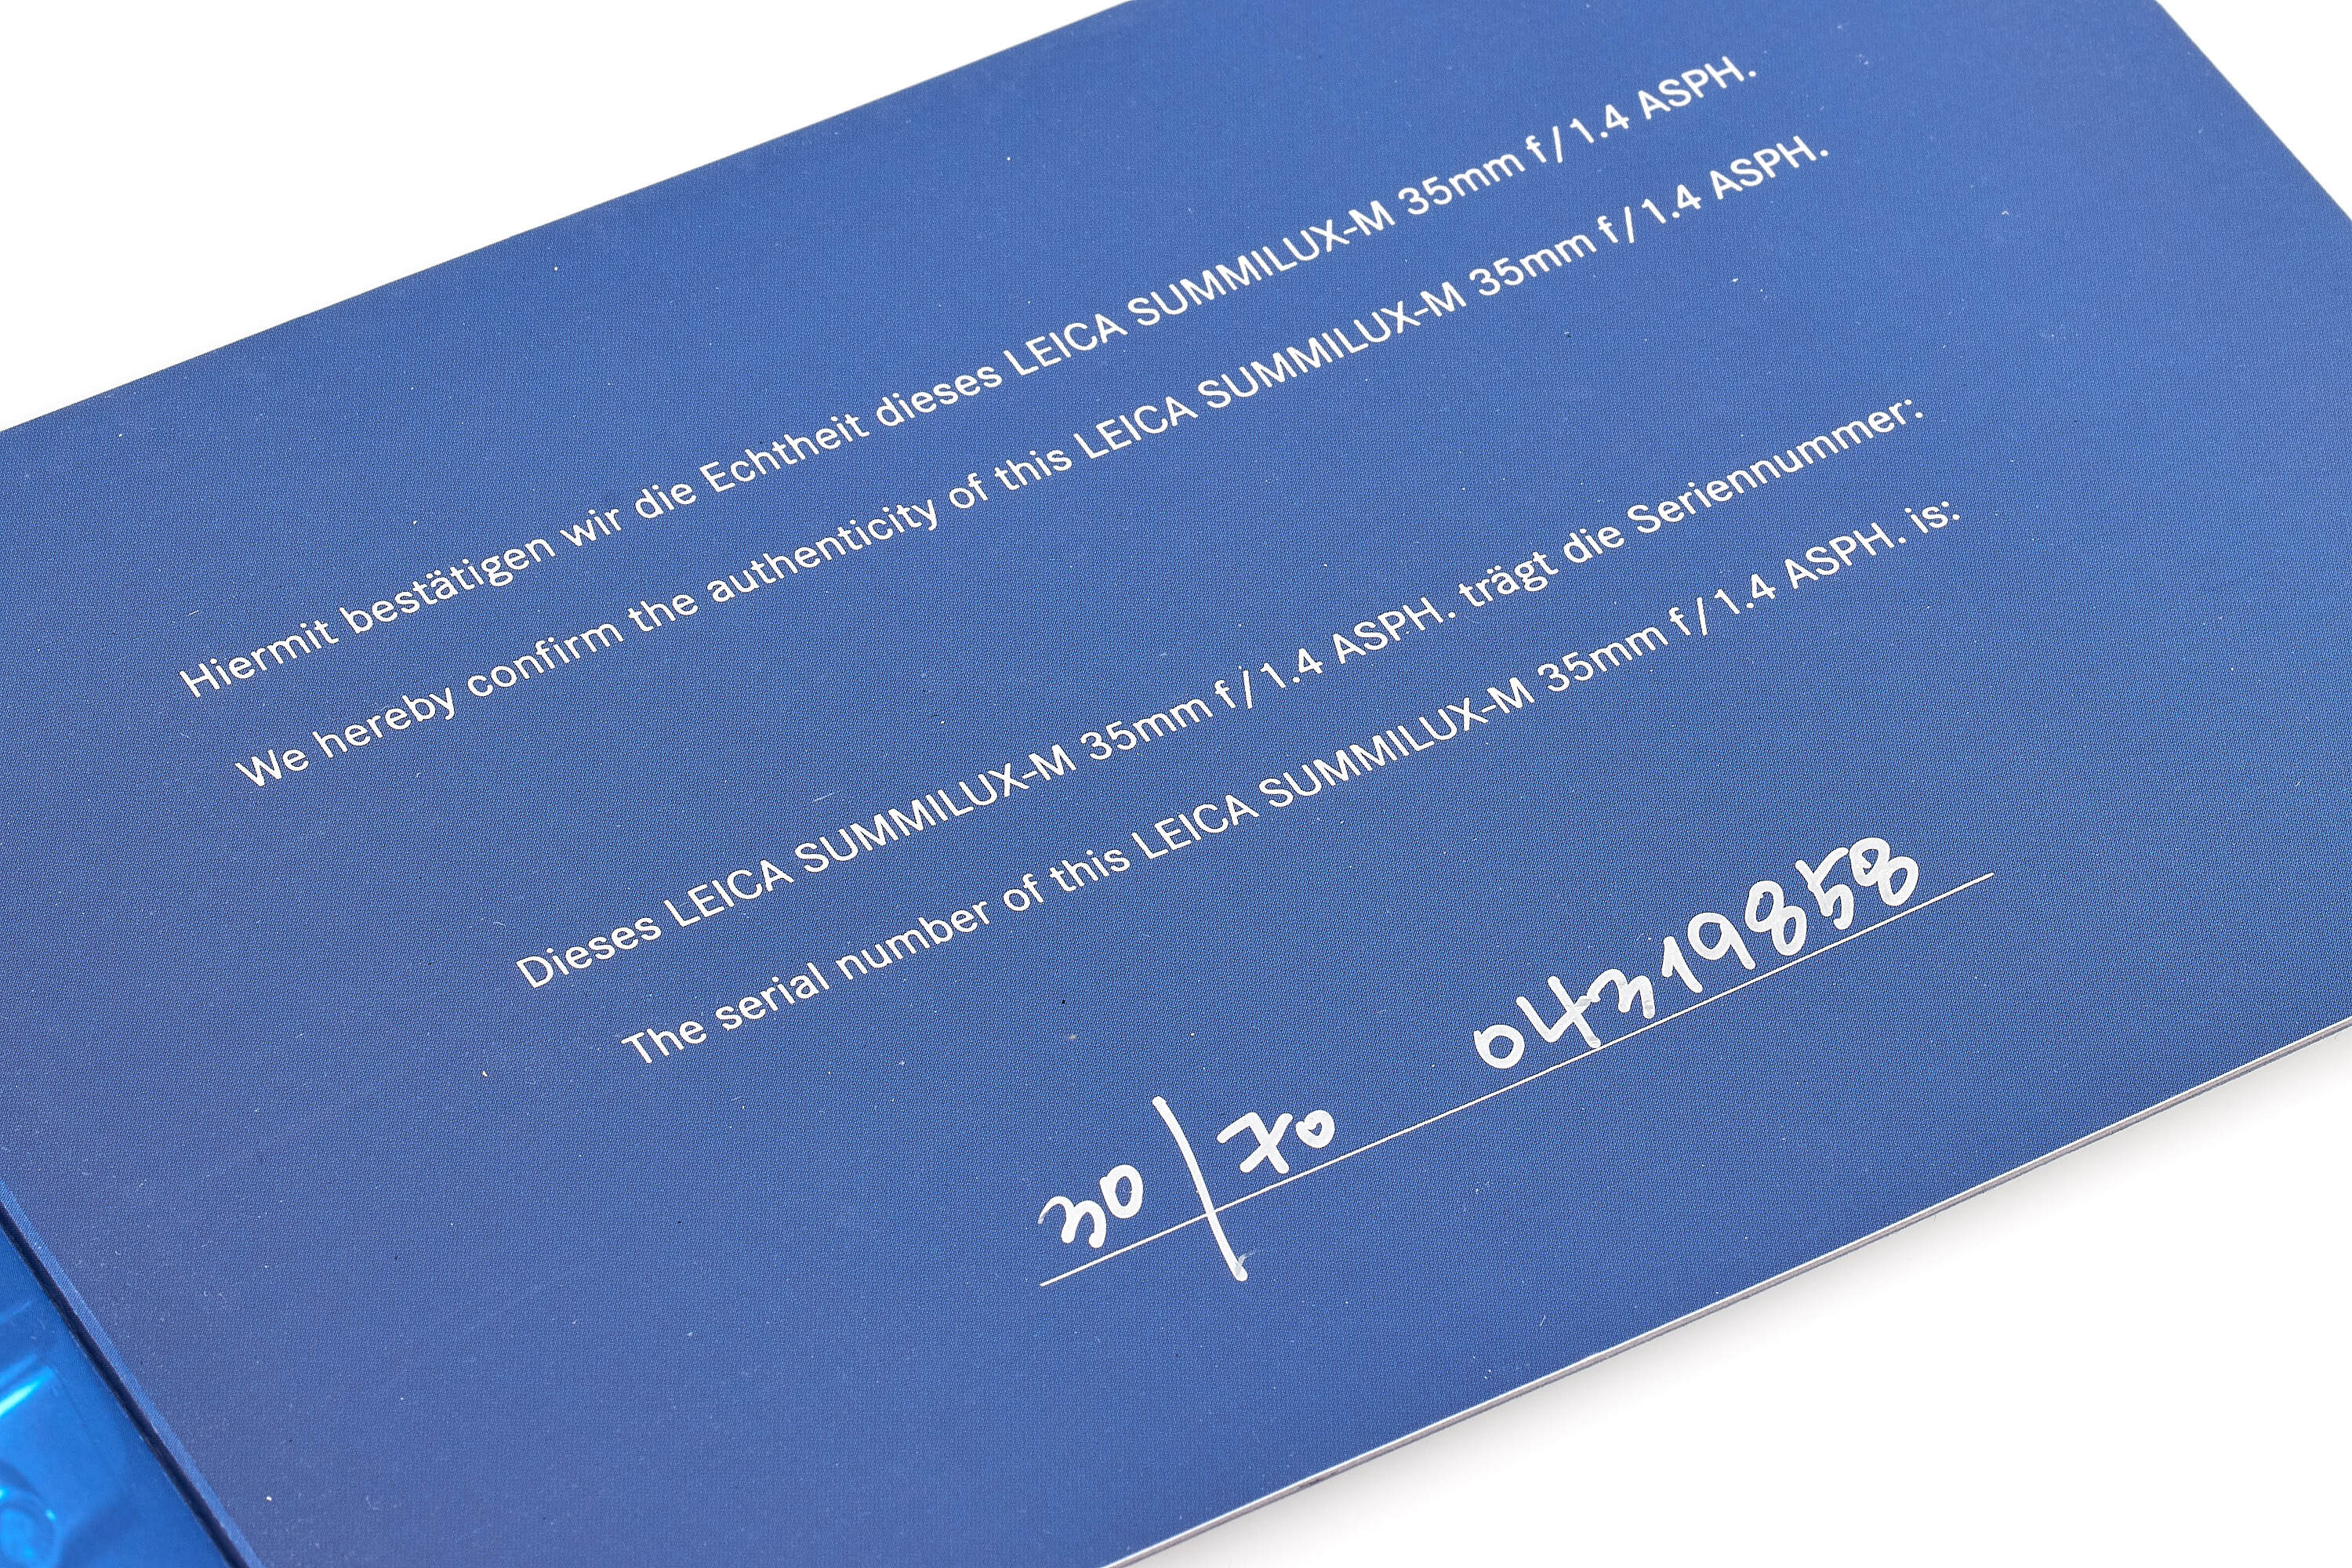 Hiermit bestätigen wir die Echtheit dieses LEICA SUMMILUX-M 35mm f/1.4 ASPH.
We hereby confirm the authenticity of this LEICA SUMMILUX-M 35mm f/1.4 ASPH.
Dieses LEICA SUMMILUX-M 35mm f/1.4 ASPH. trägt die Seriennummer:
The serial number of this LEICA SUMMILUX-M 35mm f/1.4 ASPH. is:
30/70 04319858